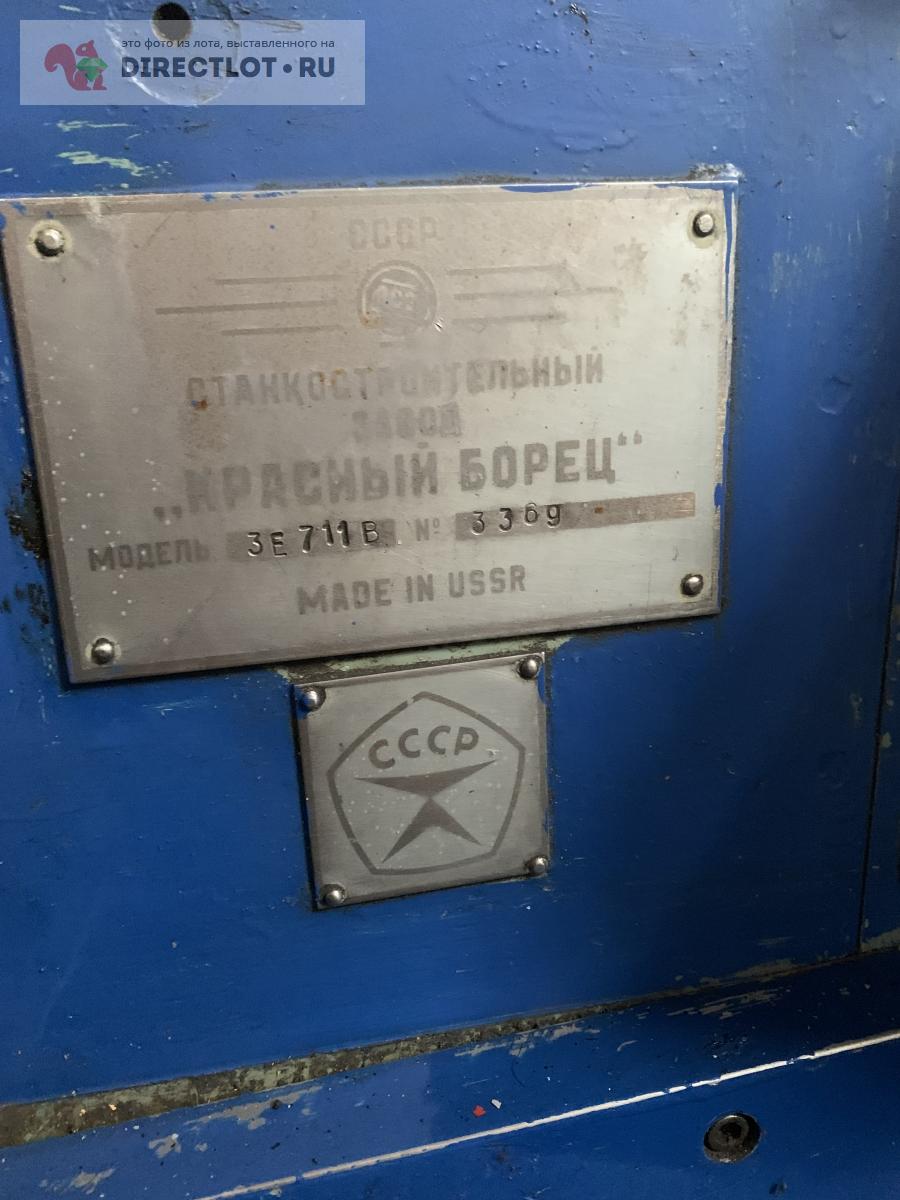 это фото из лота, выставленного на
DIRECTLOT•RU
СССР
СТАНКОСТРОИТЕЛЬНЫЙ
ЗАВОД
„КРАСНЫЙ БОРЕЦ“
МОДЕЛЬ 3Е711В № 3369
MADE IN USSR
СССР